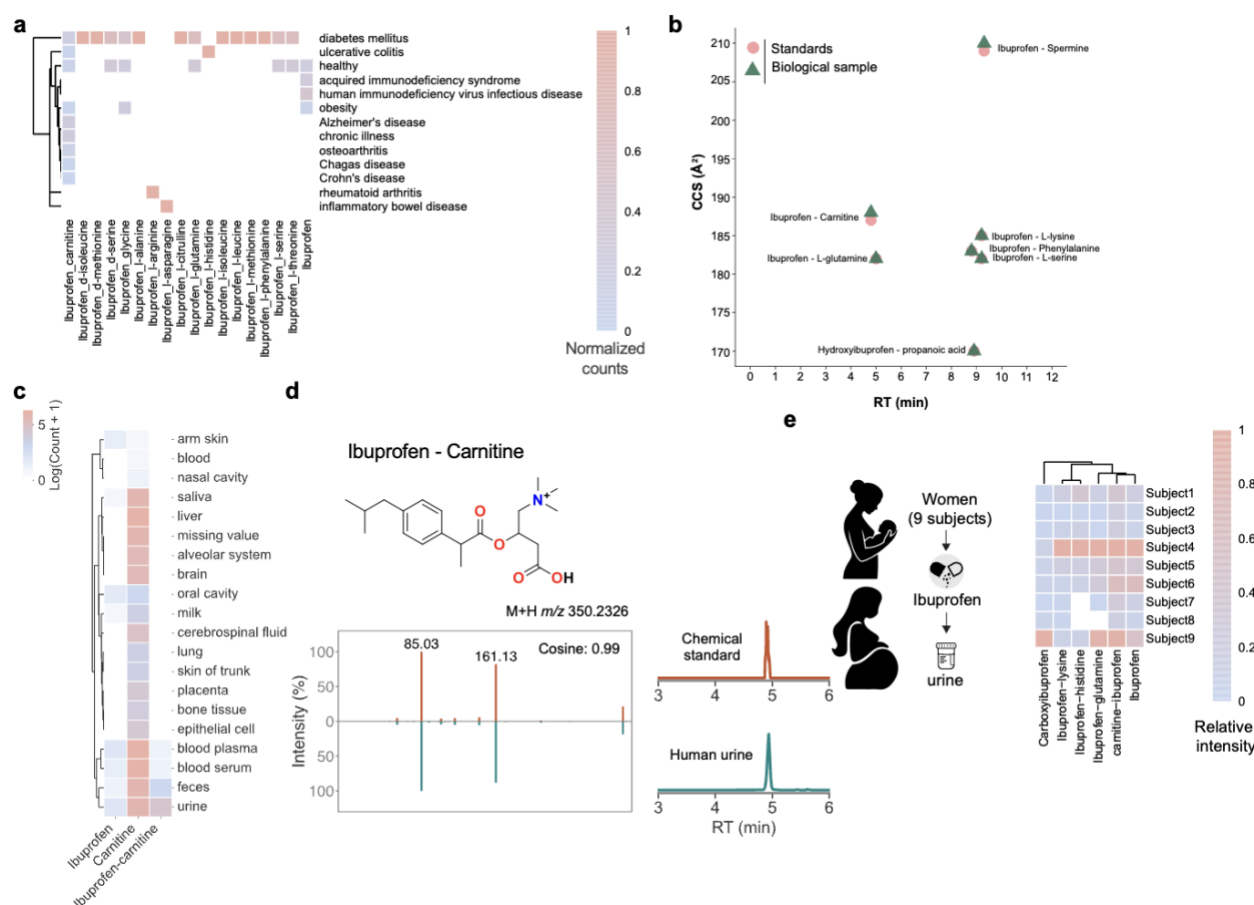 a
diabetes mellitus
ulcerative colitis
healthy
acquired immunodeficiency syndrome
human immunodeficiency virus infectious disease
obesity
Alzheimer's disease
chronic illness
osteoarthritis
Chagas disease
Crohn's disease
rheumatoid arthritis
inflammatory bowel disease
Ibuprofen_carnitine
Ibuprofen_d-isoleucine
Ibuprofen_d-methionine
Ibuprofen_d-serine
Ibuprofen_glycine
Ibuprofen_l-alanine
Ibuprofen_l-arginine
Ibuprofen_l-asparagine
Ibuprofen_l-citrulline
Ibuprofen_l-glutamine
Ibuprofen_l-histidine
Ibuprofen_l-isoleucine
Ibuprofen_l-leucine
Ibuprofen_l-methionine
Ibuprofen_l-phenylalanine
Ibuprofen_l-serine
Ibuprofen_l-threonine
Ibuprofen
1
0.8
0.6
0.4
0.2
0
Normalized
counts
b
Standards
Biological sample
Ibuprofen - Spermine
Ibuprofen - Carnitine
Ibuprofen - L-lysine
Ibuprofen - Phenylalanine
Ibuprofen - L-glutamine
Ibuprofen - L-serine
Hydroxyibuprofen - propanoic acid
210
205
200
195
190
185
180
175
170
CCS (Å²)
0 1 2 3 4 5 6 7 8 9 10 11 12
RT (min)
c
5
0
Log(Count + 1)
arm skin
blood
nasal cavity
saliva
liver
missing value
alveolar system
brain
oral cavity
milk
cerebrospinal fluid
lung
skin of trunk
placenta
bone tissue
epithelial cell
blood plasma
blood serum
feces
urine
Ibuprofen
Carnitine
Ibuprofen-carnitine
d
Ibuprofen - Carnitine
N+
O
O
O
OH
M+H m/z 350.2326
85.03
161.13
Cosine: 0.99
100
50
0
50
100
Intensity (%)
Chemical
standard
3 4 5 6
Human urine
3 4 5 6
RT (min)
e
Women
(9 subjects)
Ibuprofen
urine
Subject1
Subject2
Subject3
Subject4
Subject5
Subject6
Subject7
Subject8
Subject9
Carboxyibuprofen
Ibuprofen-lysine
Ibuprofen-histidine
Ibuprofen-glutamine
carnitine-ibuprofen
Ibuprofen
1
0.8
0.6
0.4
0.2
0
Relative
intensity